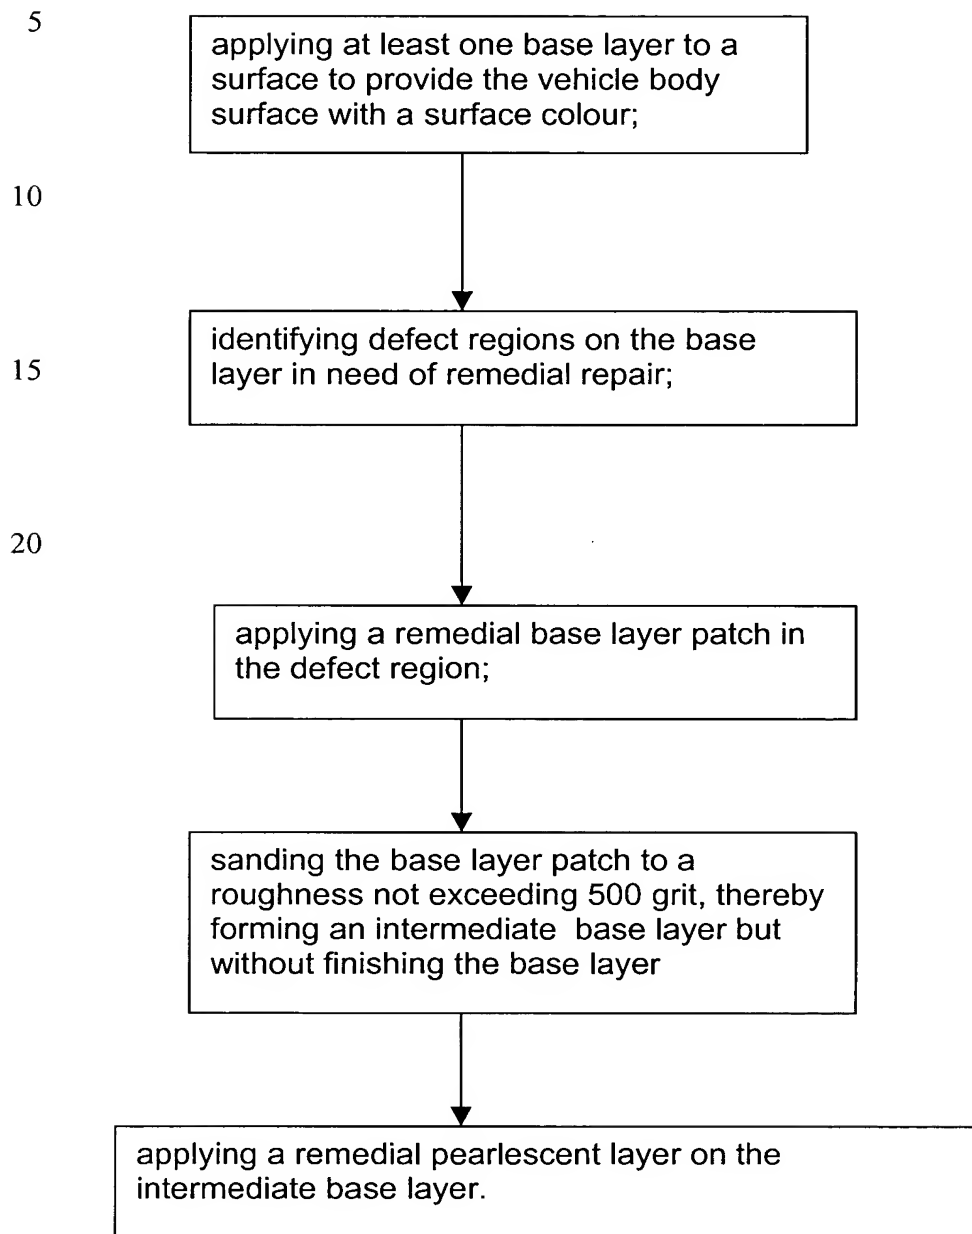 5
applying at least one base layer to a
surface to provide the vehicle body
surface with a surface colour;
10
identifying defect regions on the base
15
layer in need of remedial repair;
20
applying a remedial base layer patch in
the defect region;
sanding the base layer patch to a
roughness not exceeding 500 grit, thereby
forming an intermediate base layer but
without finishing the base layer
applying a remedial pearlescent layer on the
intermediate base layer.